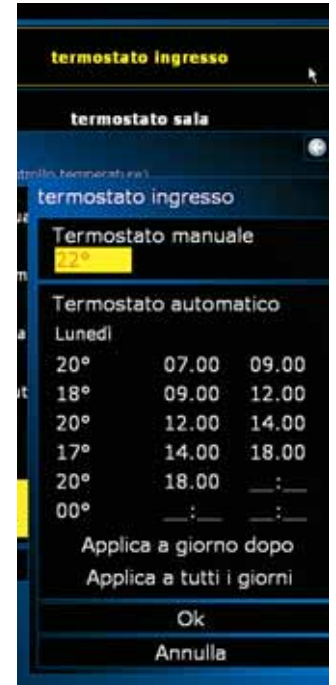 termostato ingresso
termostato sala
termostato ingresso
Termostato manuale
22°
Termostato automatico
Lunedì
20° 07.00 09.00
18° 09.00 12.00
20° 12.00 14.00
17° 14.00 18.00
20° 18.00 __:__
00° __:__ __:__
Applica a giorno dopo
Applica a tutti i giorni
Ok
Annulla